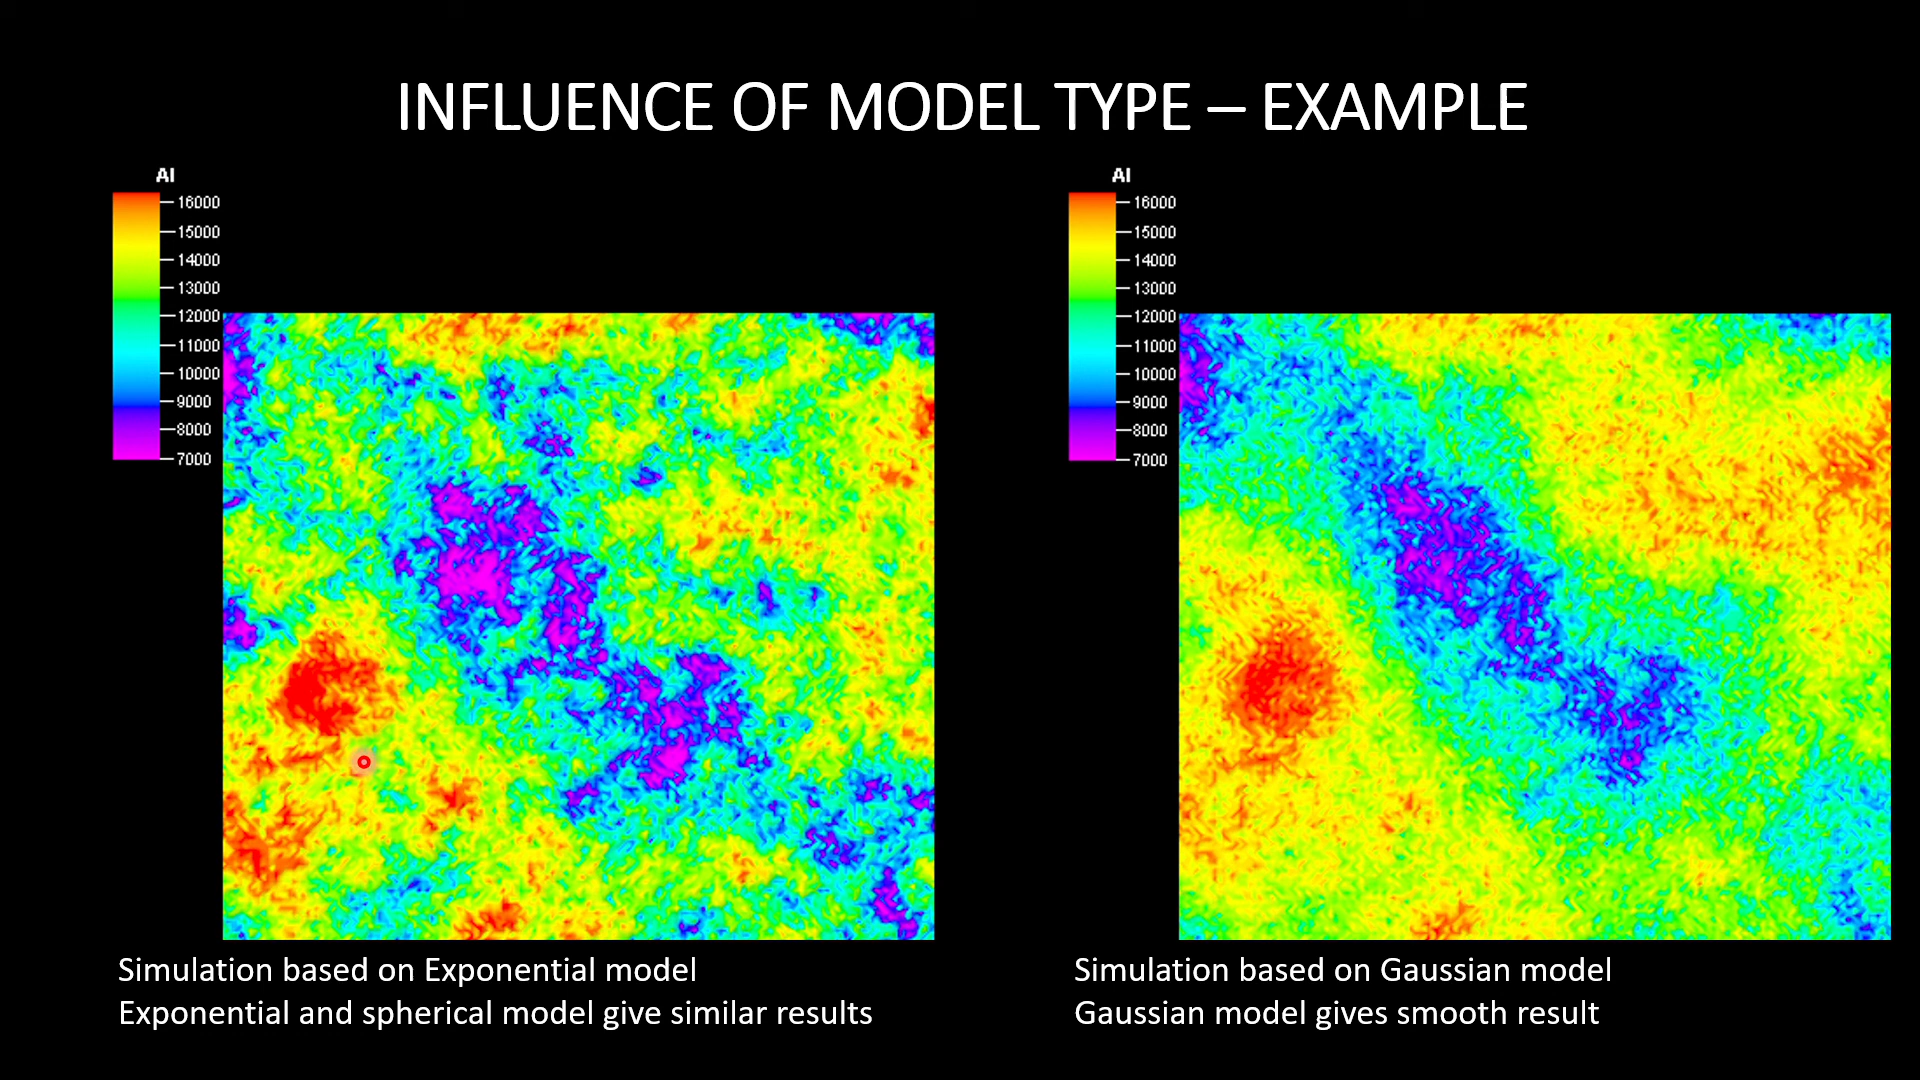 INFLUENCE OF MODEL TYPE – EXAMPLE
AI
16000
15000
14000
13000
12000
11000
10000
9000
8000
7000
AI
16000
15000
14000
13000
12000
11000
10000
9000
8000
7000
Simulation based on Exponential model
Exponential and spherical model give similar results
Simulation based on Gaussian model
Gaussian model gives smooth result